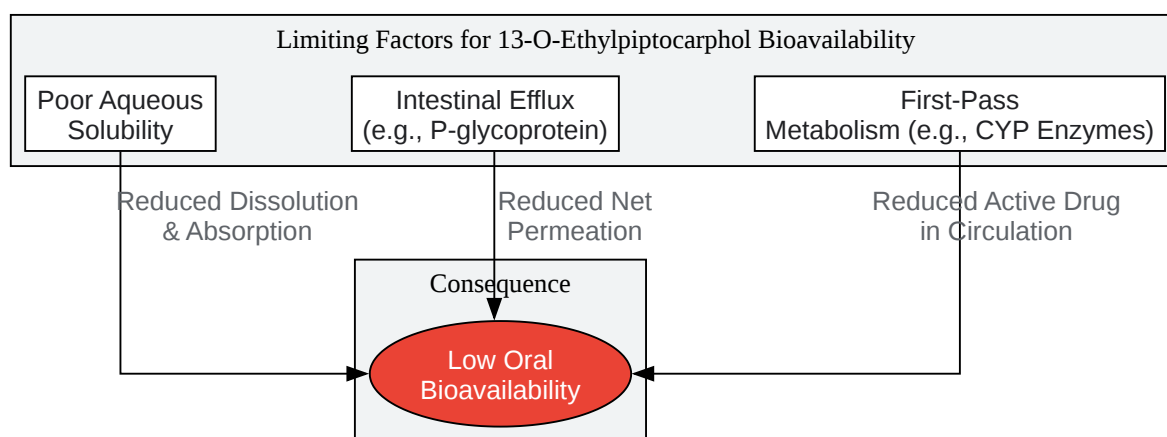 Limiting Factors for 13-O-Ethylpiptocarphol Bioavailability
Poor Aqueous
Solubility
Intestinal Efflux
(e.g., P-glycoprotein)
First-Pass
Metabolism (e.g., CYP Enzymes)
Reduced Dissolution
& Absorption
Reduced Net
Permeation
Reduced Active Drug
in Circulation
Consequence
Low Oral
Bioavailability